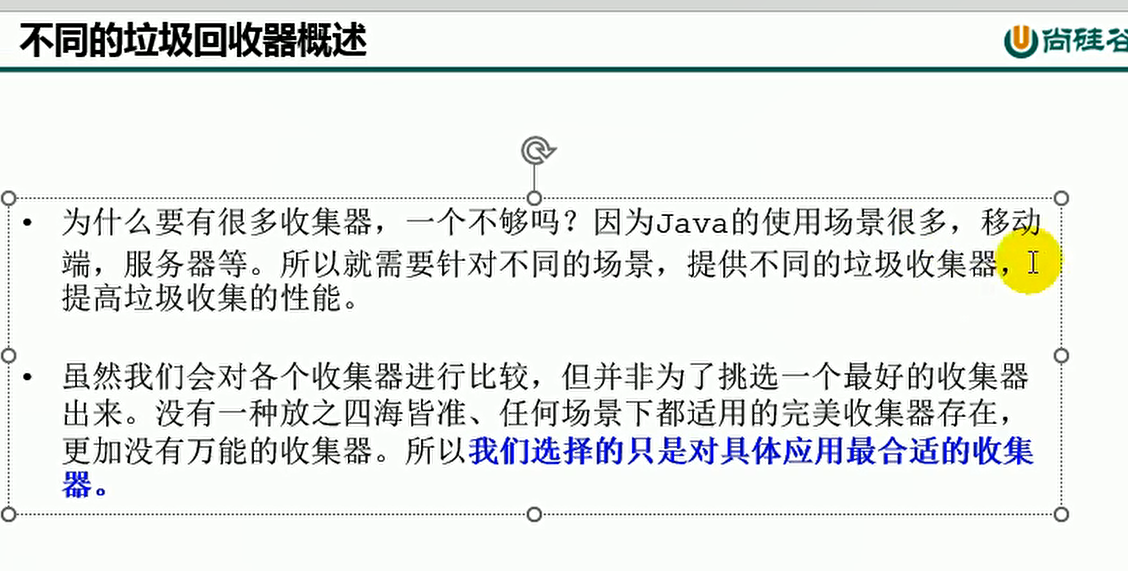 不同的垃圾回收器概述
尚硅谷
• 为什么要有很多收集器，一个不够吗？因为Java的使用场景很多，移动
端，服务器等。所以就需要针对不同的场景，提供不同的垃圾收集器，
提高垃圾收集的性能。
• 虽然我们会对各个收集器进行比较，但并非为了挑选一个最好的收集器
出来。没有一种放之四海皆准、任何场景下都适用的完美收集器存在，
更加没有万能的收集器。所以我们选择的只是对具体应用最合适的收集
器。